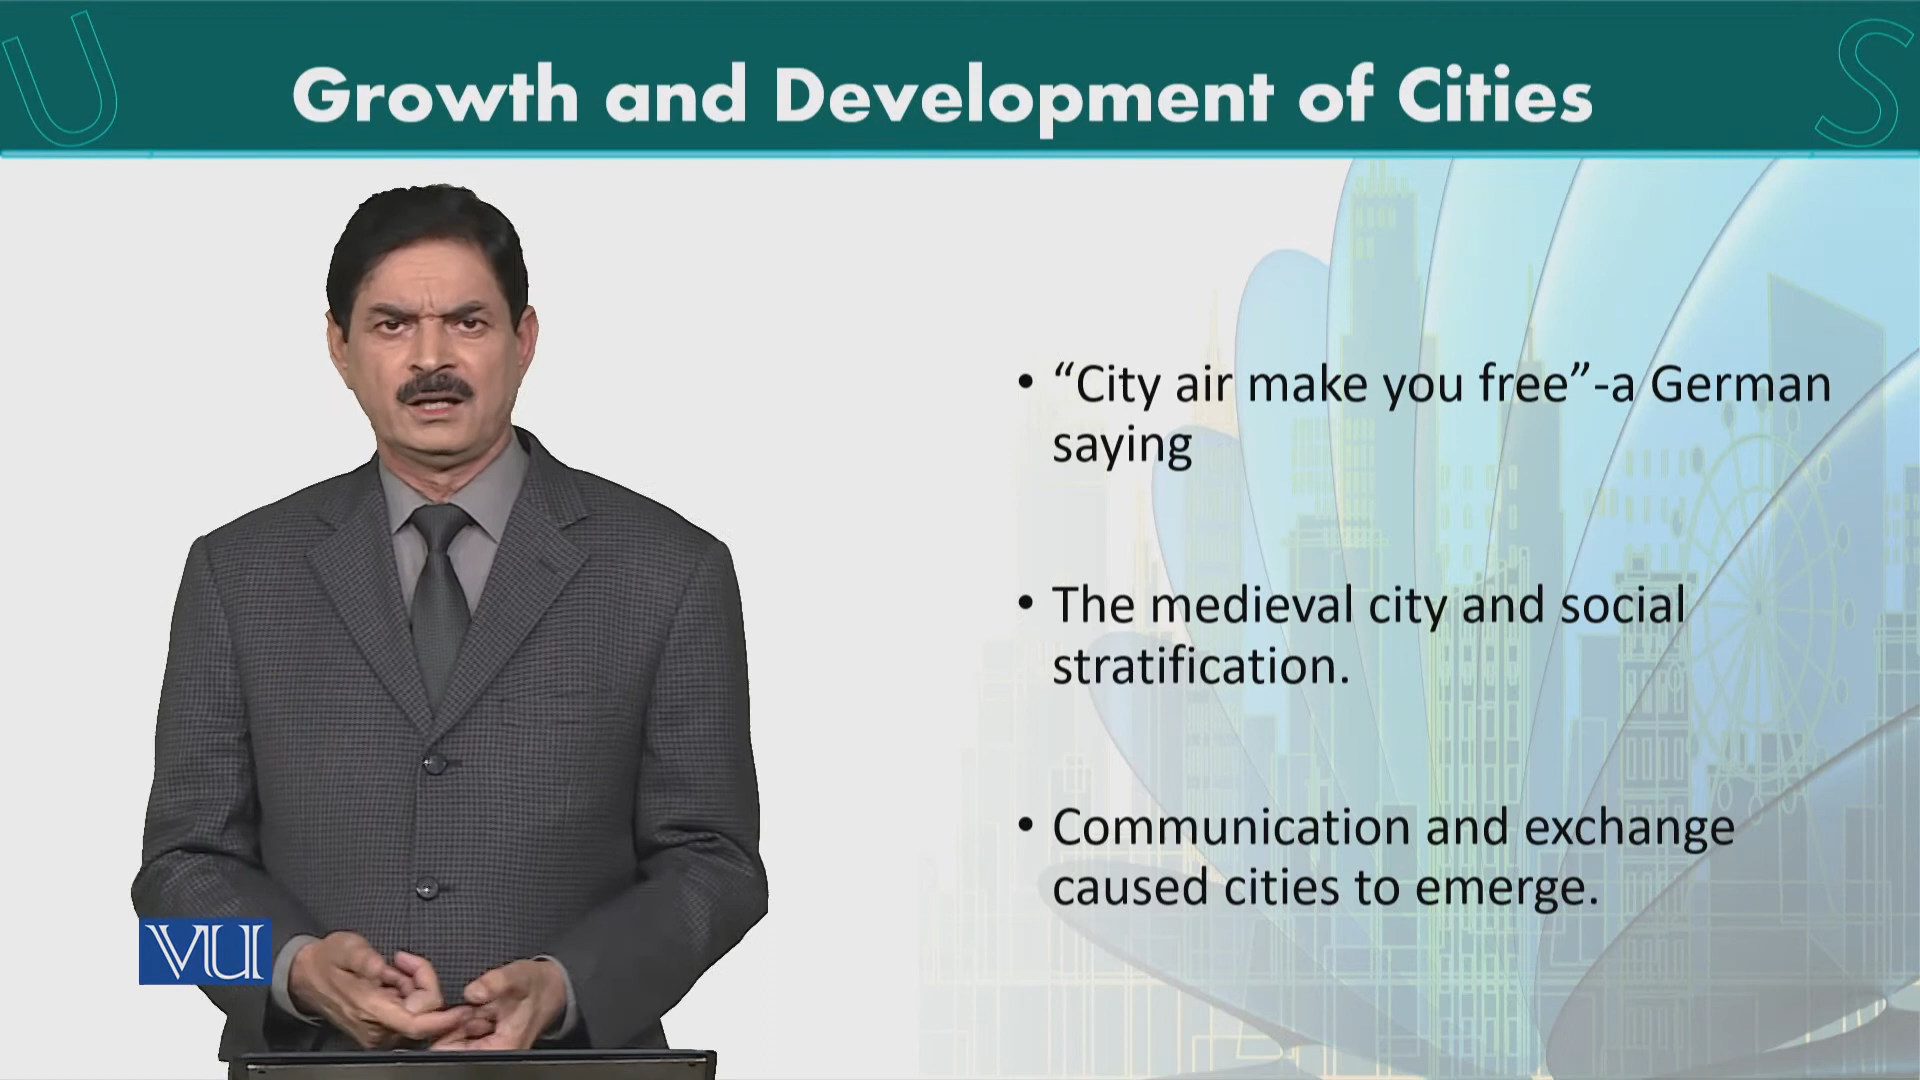 U
S
Growth and Development of Cities
• “City air make you free”-a German
saying
• The medieval city and social
stratification.
• Communication and exchange
caused cities to emerge.
VU